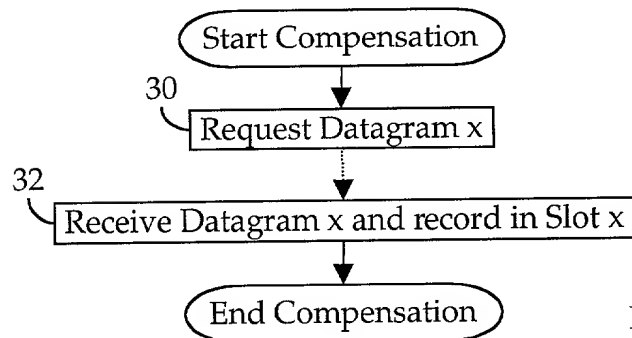 Start Compensation
30
Request Datagram x
32
Receive Datagram x and record in Slot x
End Compensation